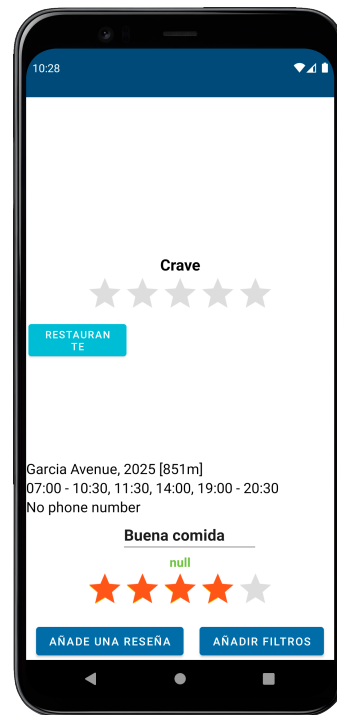 10:28
Crave
RESTAURAN
TE
Garcia Avenue, 2025 [851m]
07:00 - 10:30, 11:30, 14:00, 19:00 - 20:30
No phone number
Buena comida
null
AÑADE UNA RESEÑA
AÑADIR FILTROS